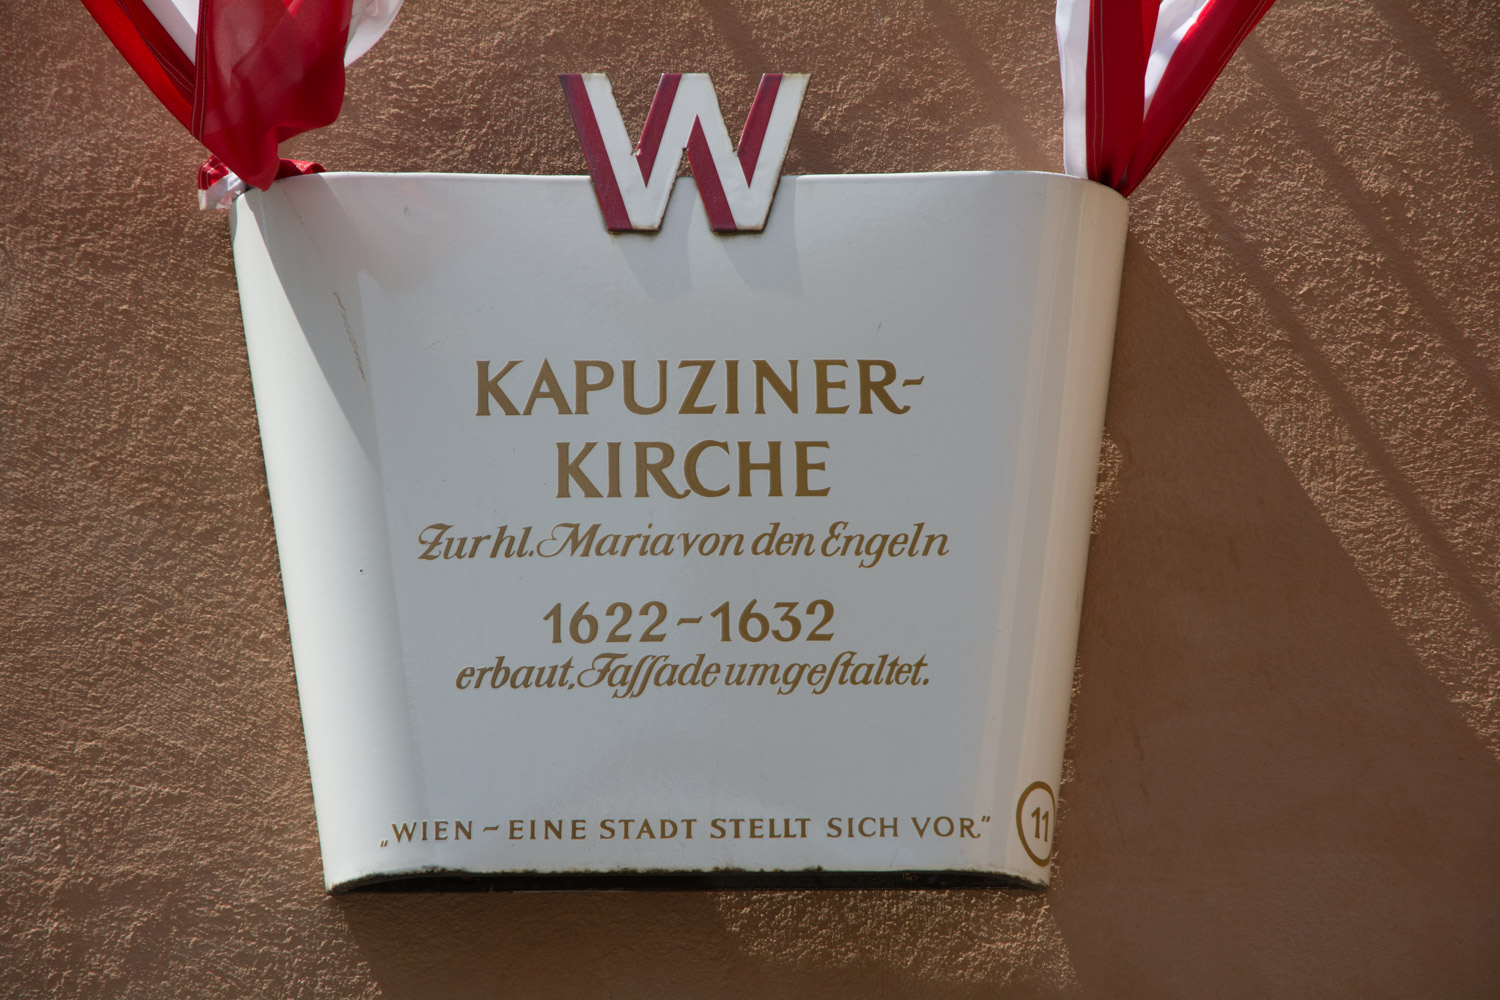 W
KAPUZINER-
KIRCHE
Zur hl. Maria von den Engeln
1622-1632
erbaut, Faſſade umgeſtaltet.
„WIEN - EINE STADT STELLT SICH VOR.”
11